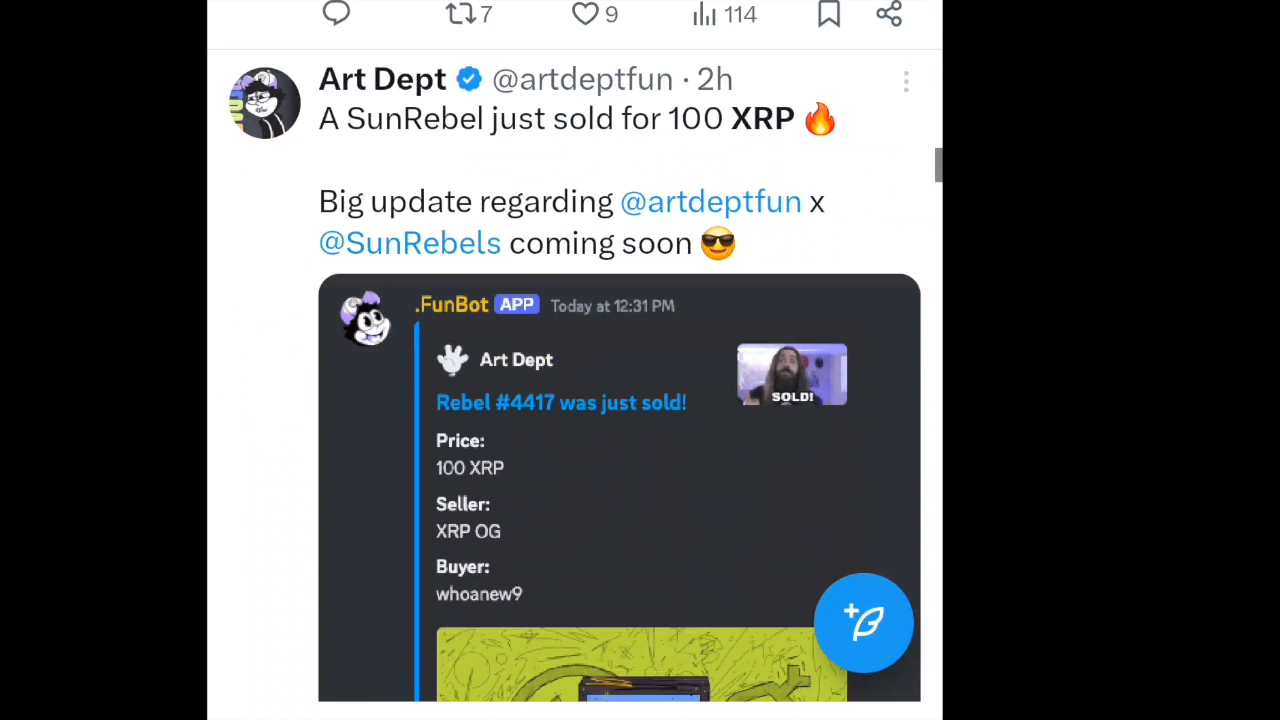 7 9 114
Art Dept @artdeptfun · 2h
A SunRebel just sold for 100 XRP 🔥
Big update regarding @artdeptfun x
@SunRebels coming soon 😎
.FunBot APP Today at 12:31 PM
Art Dept
SOLD!
Rebel #4417 was just sold!
Price:
100 XRP
Seller:
XRP OG
Buyer:
whoanew9